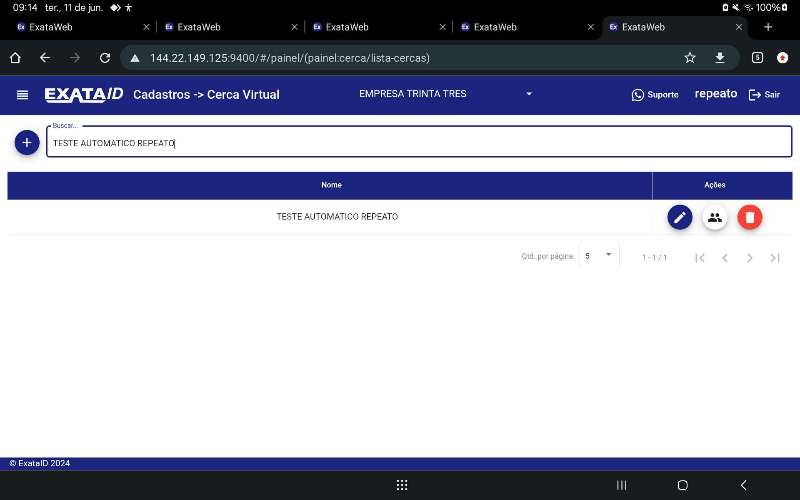 09:14 ter., 11 de jun. 100%
ExataWeb ExataWeb ExataWeb ExataWeb ExataWeb
144.22.149.125:9400/#/painel/(painel:cerca/lista-cercas) 5
EXATAID Cadastros -> Cerca Virtual EMPRESA TRINTA TRES Suporte repeato Sair
Buscar...
TESTE AUTOMATICO REPEATO
Nome Ações
TESTE AUTOMATICO REPEATO
Qtd. por página: 5 1 - 1 / 1
© ExataID 2024